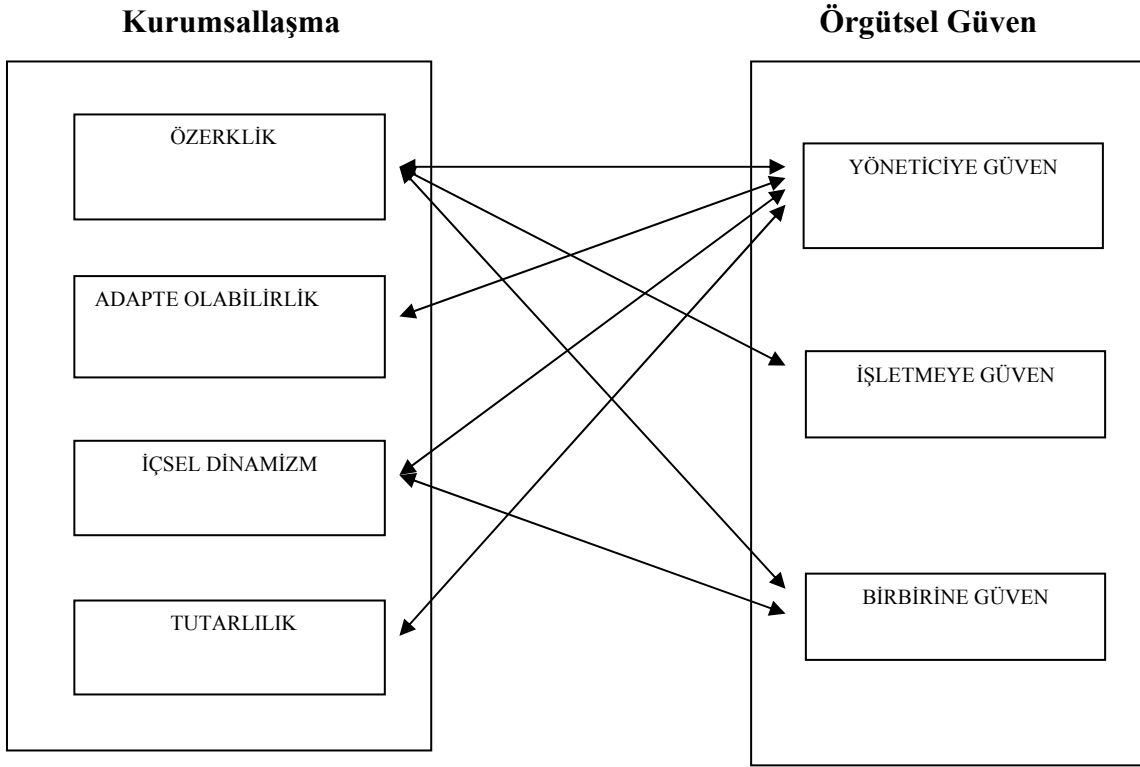 Kurumsallaşma
Örgütsel Güven
ÖZERKLİK
ADAPTE OLABİLİRLİK
İÇSEL DİNAMİZM
TUTARLILIK
YÖNETİCİYE GÜVEN
İŞLETMEYE GÜVEN
BİRBİRİNE GÜVEN